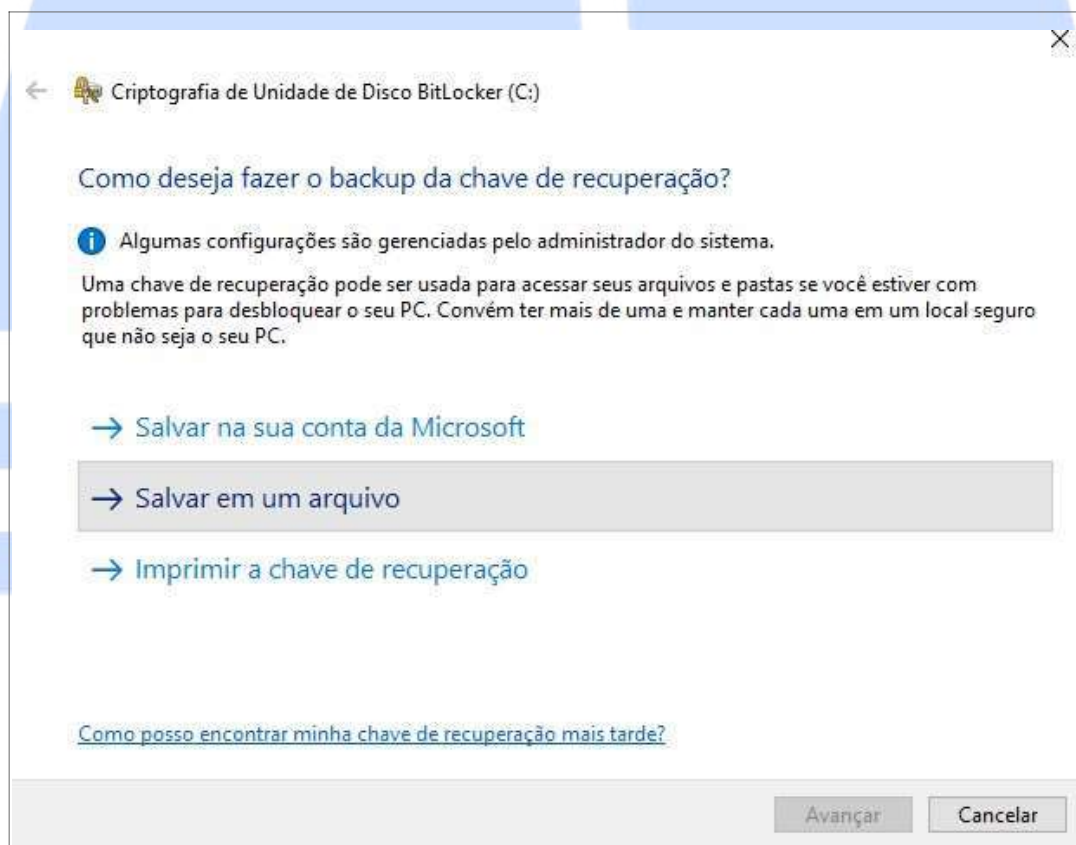 Criptografia de Unidade de Disco BitLocker (C:)
Como deseja fazer o backup da chave de recuperação?
Algumas configurações são gerenciadas pelo administrador do sistema.
Uma chave de recuperação pode ser usada para acessar seus arquivos e pastas se você estiver com
problemas para desbloquear o seu PC. Convém ter mais de uma e manter cada uma em um local seguro
que não seja o seu PC.
→ Salvar na sua conta da Microsoft
→ Salvar em um arquivo
→ Imprimir a chave de recuperação
Como posso encontrar minha chave de recuperação mais tarde?
Avançar Cancelar